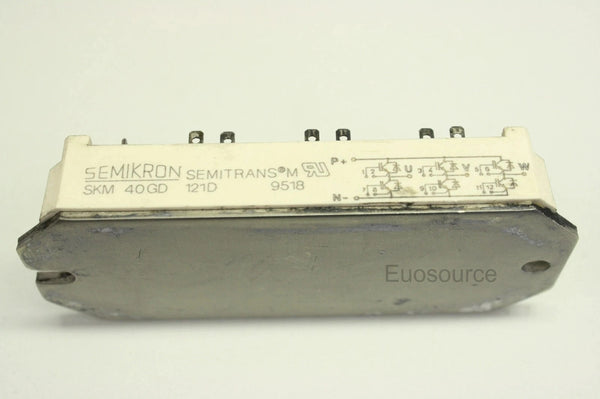 SEMIKRON SEMITRANS®M
SKM 40GD 121D 9518
P+
U V W
N-
Euosource